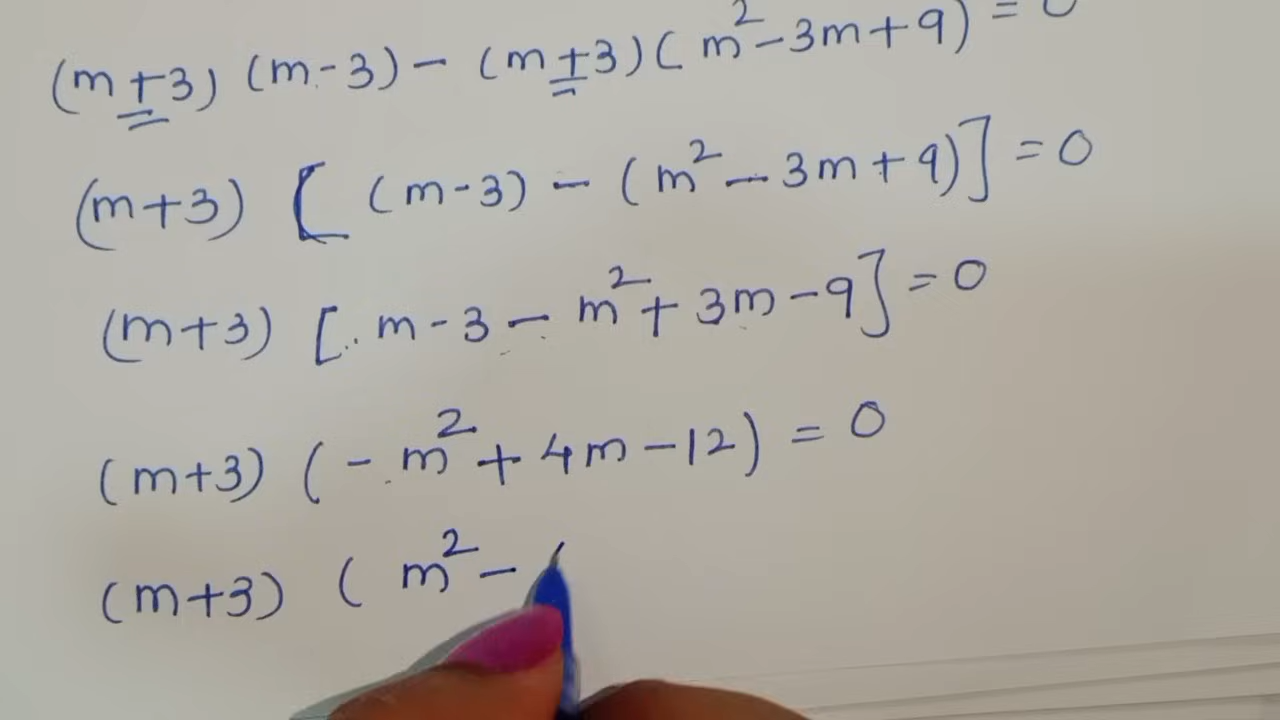 (m+3) (m-3) - (m+3) (m²-3m+9) = 0
(m+3) [ (m-3) - (m²-3m+9)] = 0
(m+3) [ m-3-m²+3m-9] = 0
(m+3) (-m²+4m-12) = 0
(m+3) ( m² -